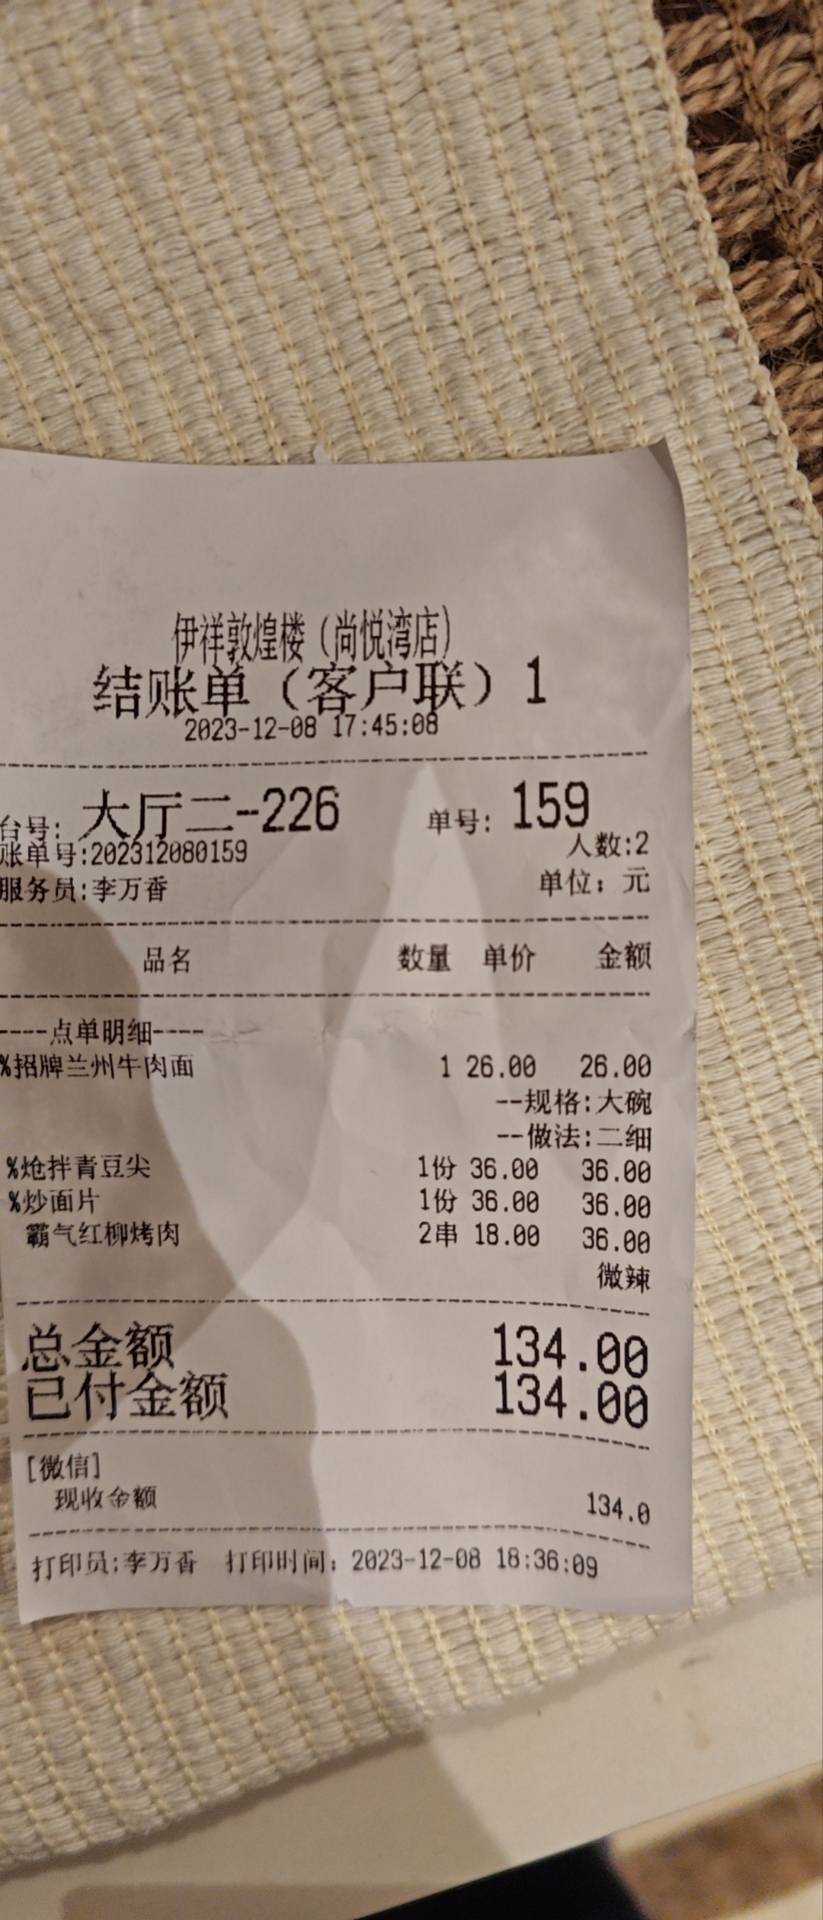 伊祥敦煌楼（尚悦湾店）
结账单（客户联）1
2023-12-08 17:45:08
台号: 大厅二-226 单号: 159
账单号:202312080159 人数:2
服务员:李万香 单位: 元
品名 数量 单价 金额
----点单明细----
%招牌兰州牛肉面 1 26.00 26.00
--规格:大碗
--做法:二细
%炝拌青豆尖 1份 36.00 36.00
%炒面片 1份 36.00 36.00
霸气红柳烤肉 2串 18.00 36.00
微辣
总金额 134.00
已付金额 134.00
[微信]
现收金额 134.0
打印员:李万香 打印时间: 2023-12-08 18:36:09